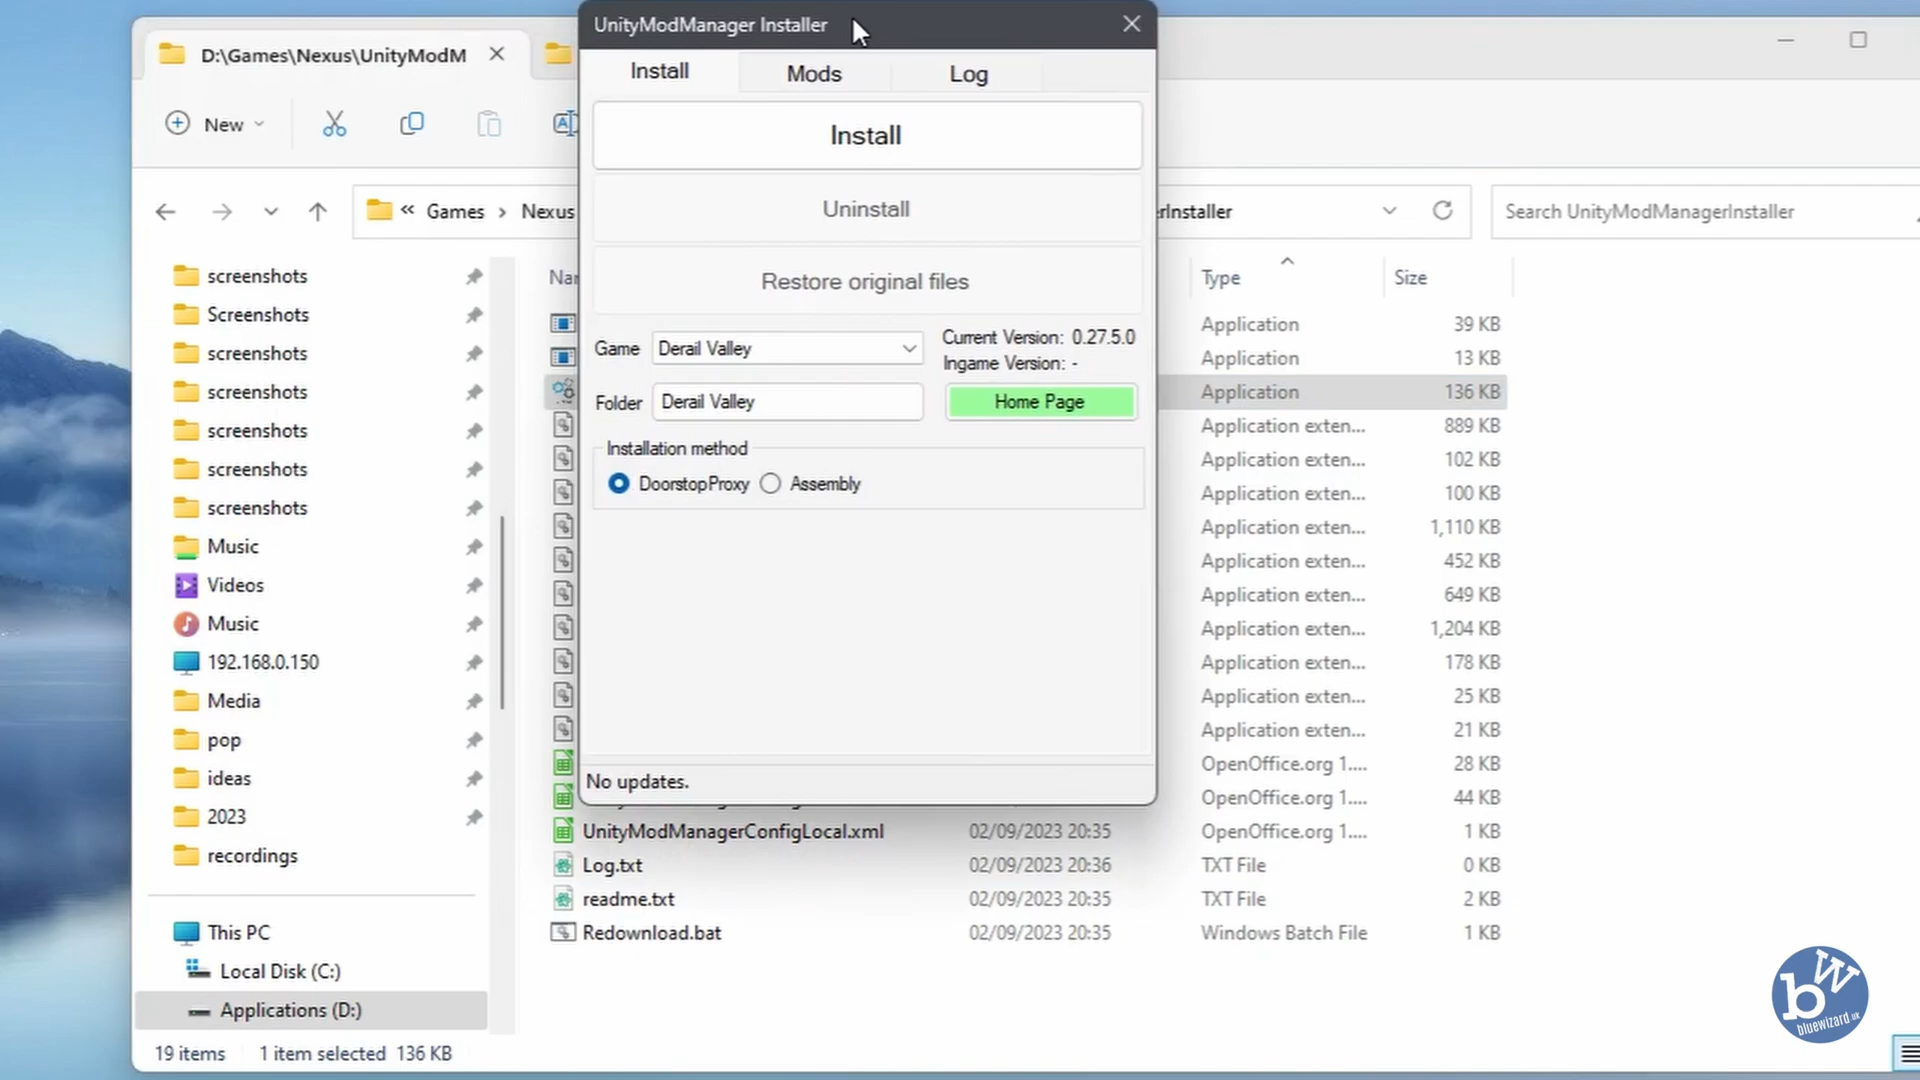 D:\Games\Nexus\UnityModM
UnityModManager Installer
Install
Mods
Log
New
Install
Uninstall
Restore original files
Games
Nexus
rInstaller
Search UnityModManagerInstaller
Game
Derail Valley
Current Version: 0.27.5.0
Ingame Version: -
Folder
Derail Valley
Home Page
Installation method
DoorstopProxy
Assembly
No updates.
screenshots
Screenshots
screenshots
screenshots
screenshots
screenshots
screenshots
Music
Videos
Music
192.168.0.150
Media
pop
ideas
2023
recordings
This PC
Local Disk (C:)
Applications (D:)
Nar
Type
Size
Application 39 KB
Application 13 KB
Application 136 KB
Application exten... 889 KB
Application exten... 102 KB
Application exten... 100 KB
Application exten... 1,110 KB
Application exten... 452 KB
Application exten... 649 KB
Application exten... 1,204 KB
Application exten... 178 KB
Application exten... 25 KB
Application exten... 21 KB
OpenOffice.org 1.... 28 KB
OpenOffice.org 1.... 44 KB
UnityModManagerConfigLocal.xml 02/09/2023 20:35 OpenOffice.org 1.... 1 KB
Log.txt 02/09/2023 20:36 TXT File 0 KB
readme.txt 02/09/2023 20:35 TXT File 2 KB
Redownload.bat 02/09/2023 20:35 Windows Batch File 1 KB
19 items
1 item selected 136 KB
bW
bluewizard.uk